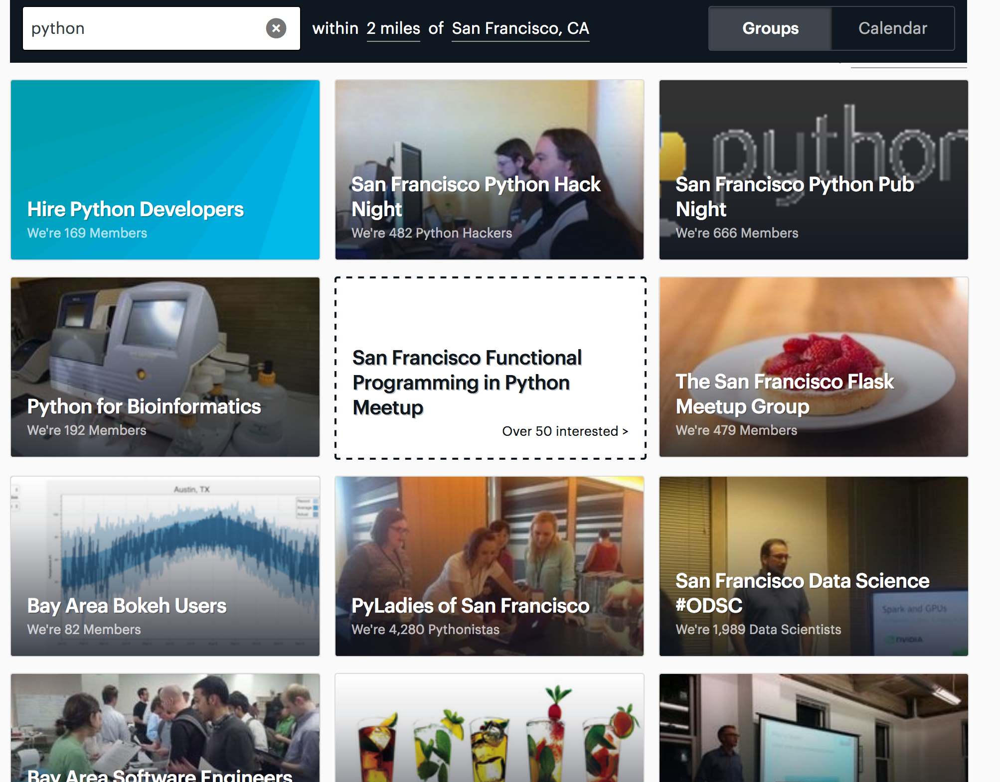 python
within 2 miles of San Francisco, CA
Groups
Calendar
Hire Python Developers
We're 169 Members
San Francisco Python Hack
Night
We're 482 Python Hackers
python
San Francisco Python Pub
Night
We're 666 Members
Python for Bioinformatics
We're 192 Members
San Francisco Functional
Programming in Python
Meetup
Over 50 interested >
The San Francisco Flask
Meetup Group
We're 479 Members
Austin, TX
Record
Average
Actual
Bay Area Bokeh Users
We're 82 Members
PyLadies of San Francisco
We're 4,280 Pythonistas
San Francisco Data Science
#ODSC
We're 1,989 Data Scientists
Spark and GPUs
nVIDIA
Bay Area Software Engineers